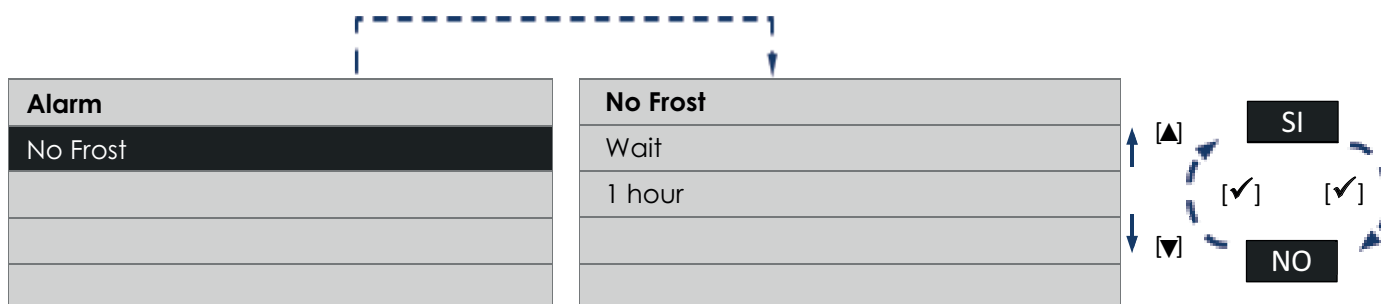 Alarm
No Frost
No Frost
Wait
1 hour
[▲]
[▼]
SI
[✔] [✔]
NO